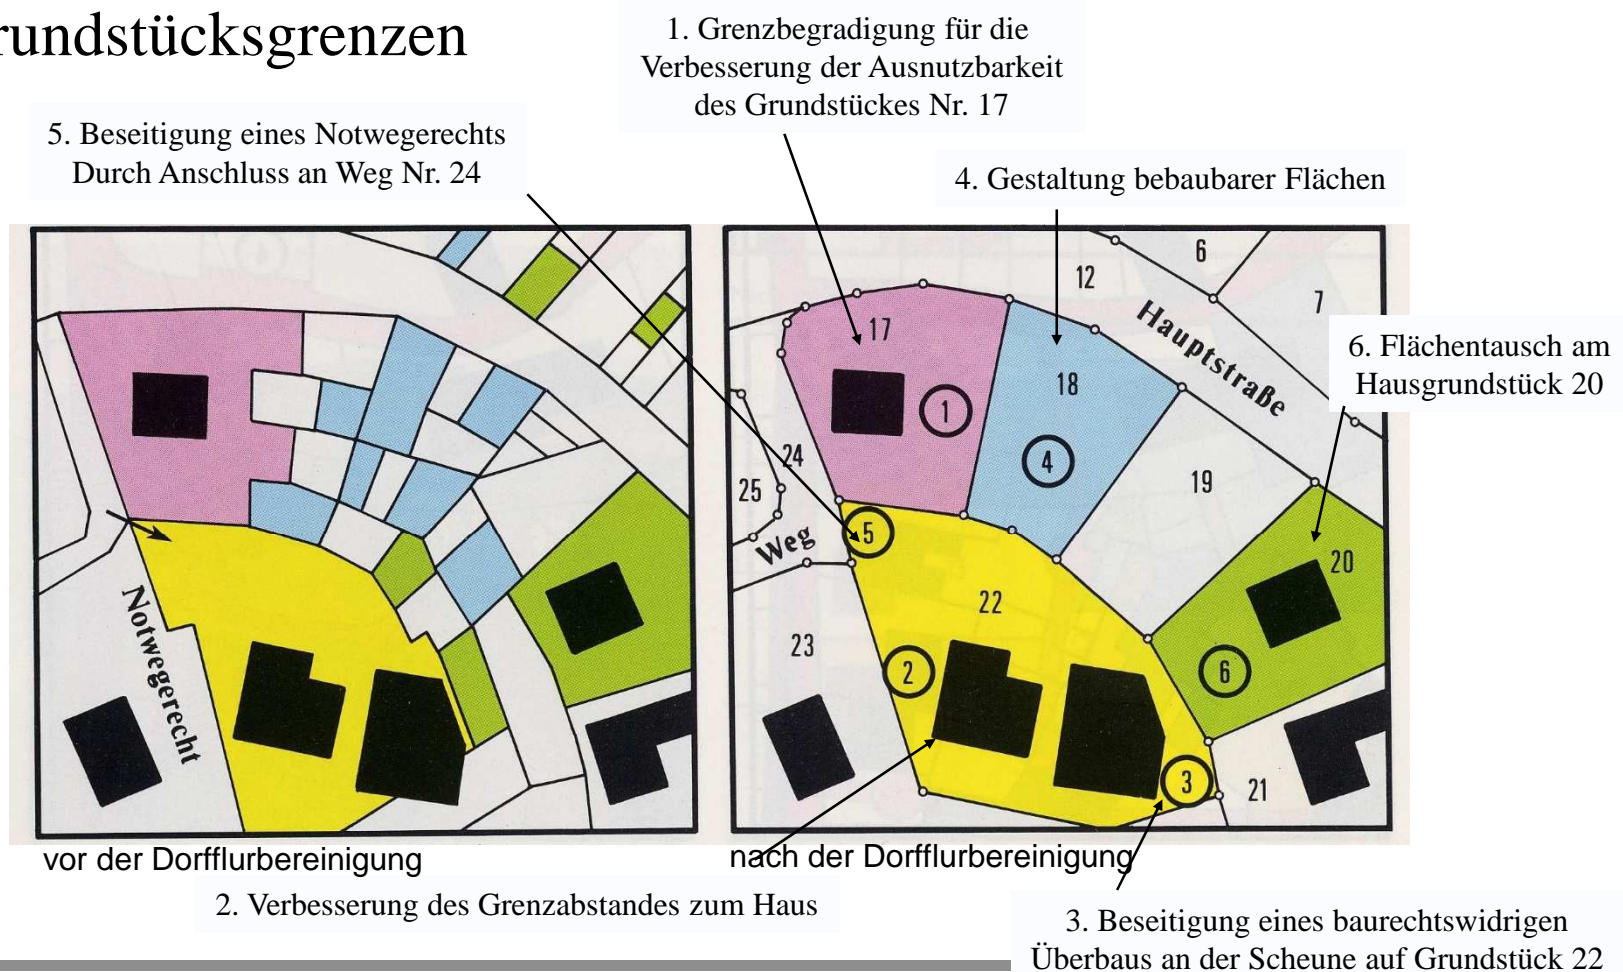 rundstücksgrenzen
1. Grenzbegradigung für die
Verbesserung der Ausnutzbarkeit
des Grundstückes Nr. 17
5. Beseitigung eines Notwegerechts
Durch Anschluss an Weg Nr. 24
4. Gestaltung bebaubarer Flächen
6. Flächentausch am
Hausgrundstück 20
Notwegerecht
6
12
7
Hauptstraße
17
18
1
4
24
25
19
Weg
5
20
22
23
2
6
3
21
vor der Dorfflurbereinigung
nach der Dorfflurbereinigung
2. Verbesserung des Grenzabstandes zum Haus
3. Beseitigung eines baurechtswidrigen
Überbaus an der Scheune auf Grundstück 22